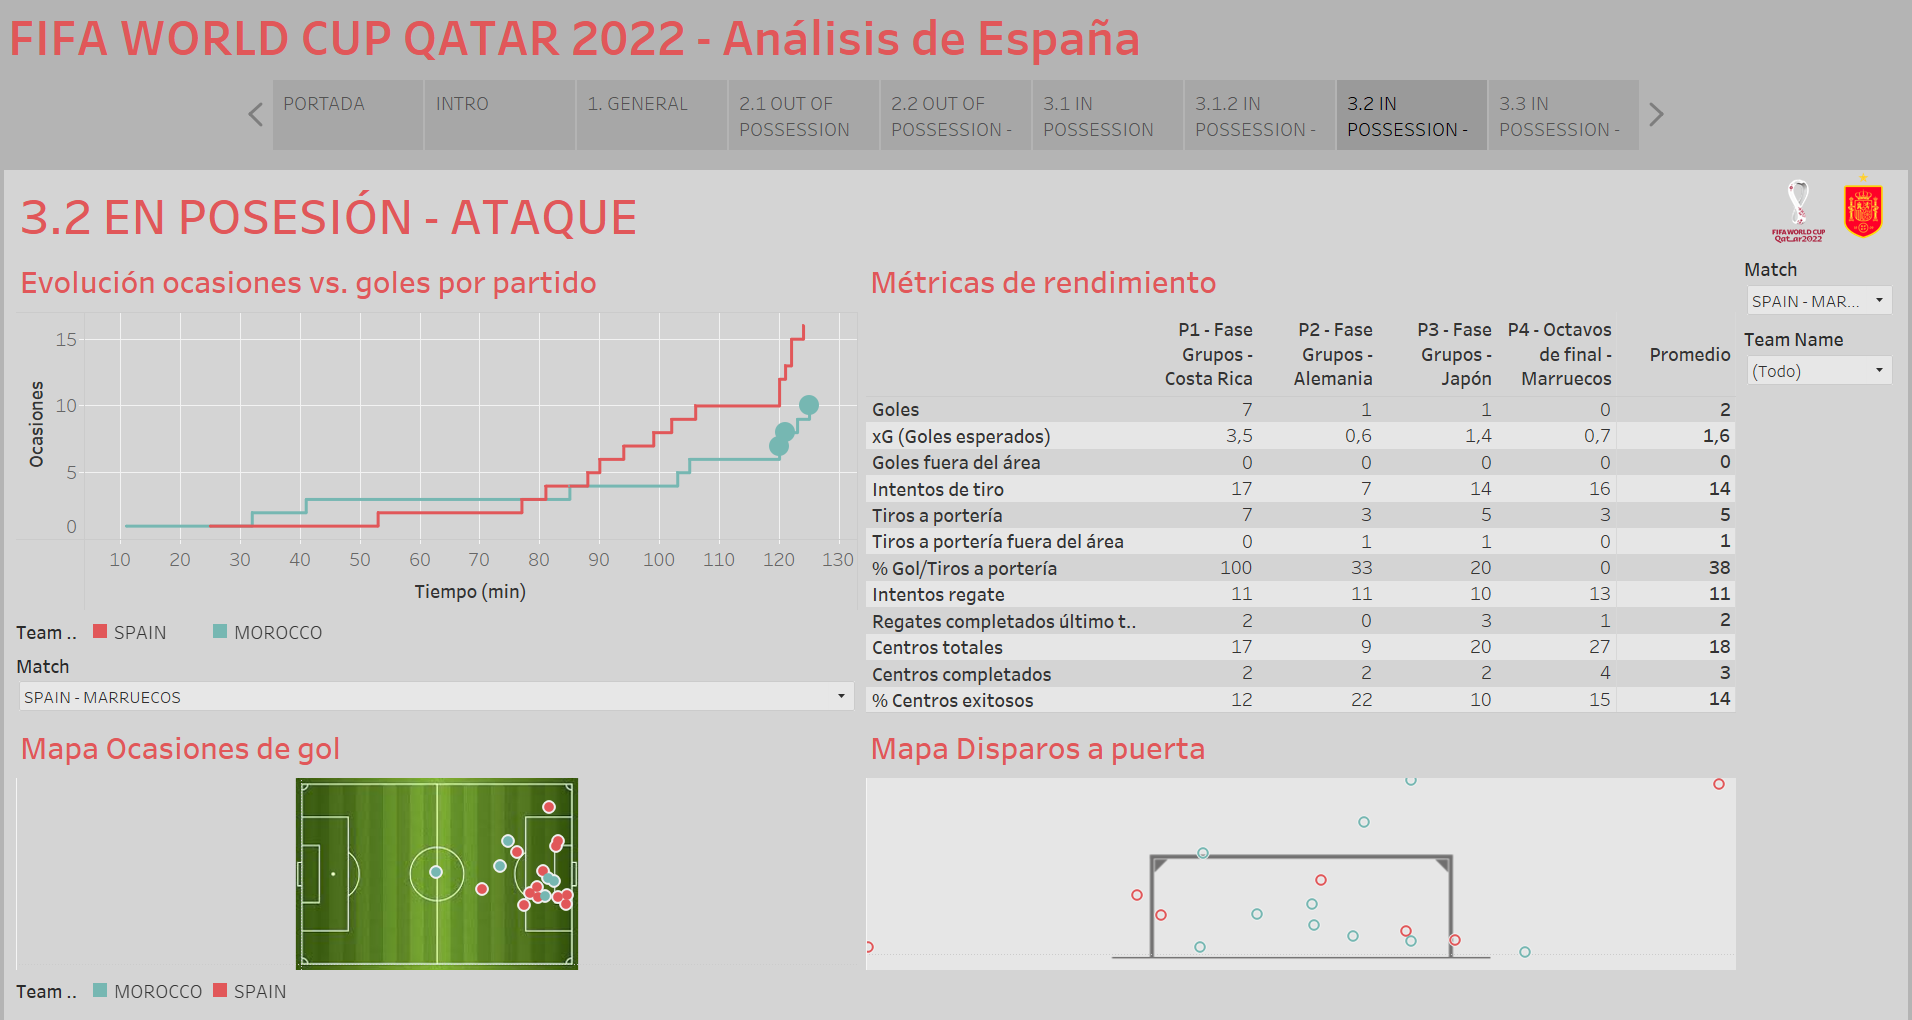 FIFA WORLD CUP QATAR 2022 - Análisis de España
PORTADA
INTRO
1. GENERAL
2.1 OUT OF
POSSESSION
2.2 OUT OF
POSSESSION -
3.1 IN
POSSESSION
3.1.2 IN
POSSESSION -
3.2 IN
POSSESSION -
3.3 IN
POSSESSION -
3.2 EN POSESIÓN - ATAQUE
FIFA WORLD CUP
Qatar2022
Evolución ocasiones vs. goles por partido
Ocasiones
15
10
5
0
10 20 30 40 50 60 70 80 90 100 110 120 130
Tiempo (min)
Team .. SPAIN MOROCCO
Match
SPAIN - MARRUECOS
Métricas de rendimiento
P1 - Fase Grupos - Costa Rica
P2 - Fase Grupos - Alemania
P3 - Fase Grupos - Japón
P4 - Octavos de final - Marruecos
Promedio
Goles 7 1 1 0 2
xG (Goles esperados) 3,5 0,6 1,4 0,7 1,6
Goles fuera del área 0 0 0 0 0
Intentos de tiro 17 7 14 16 14
Tiros a portería 7 3 5 3 5
Tiros a portería fuera del área 0 1 1 0 1
% Gol/Tiros a portería 100 33 20 0 38
Intentos regate 11 11 10 13 11
Regates completados último t.. 2 0 3 1 2
Centros totales 17 9 20 27 18
Centros completados 2 2 2 4 3
% Centros exitosos 12 22 10 15 14
Match
SPAIN - MAR...
Team Name
(Todo)
Mapa Ocasiones de gol
Team .. MOROCCO SPAIN
Mapa Disparos a puerta